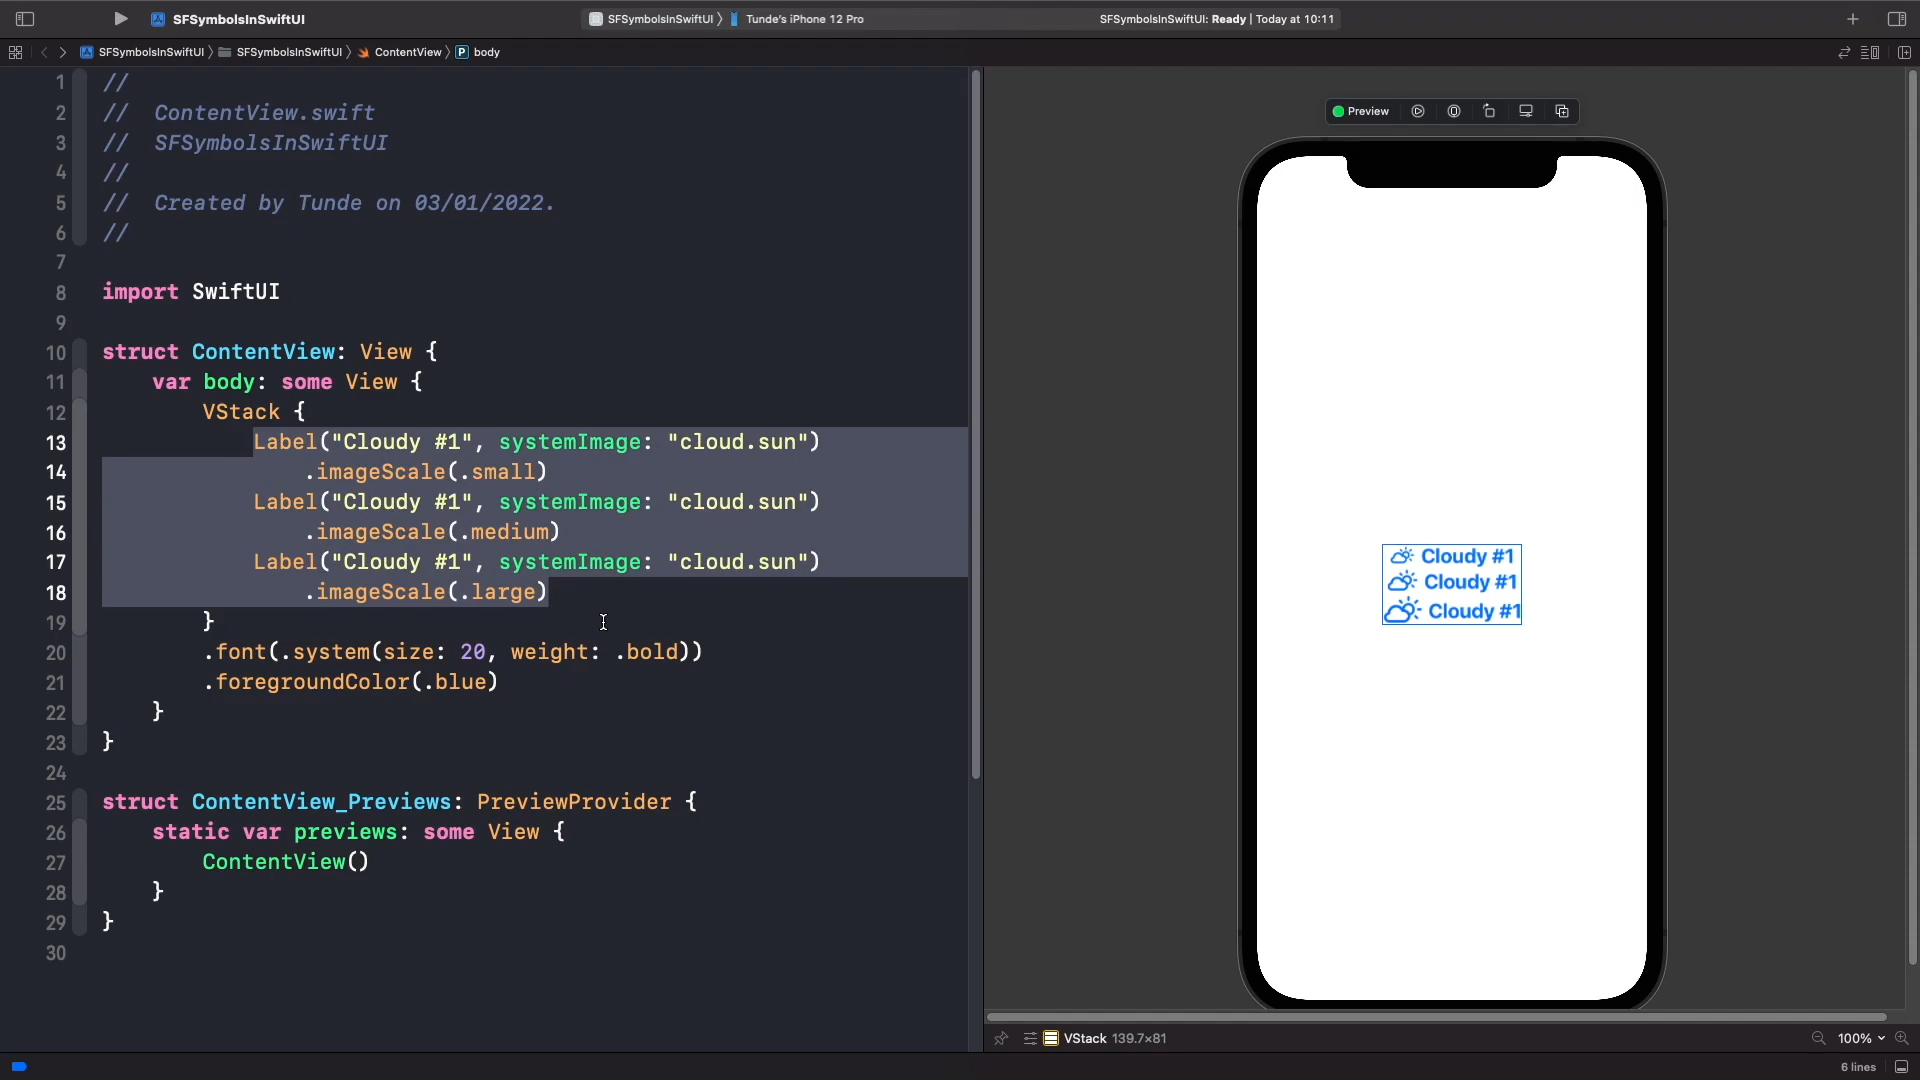 SFSymbolsInSwiftUI
SFSymbolsInSwiftUI 〉 Tunde's iPhone 12 Pro
SFSymbolsInSwiftUI: Ready | Today at 10:11
SFSymbolsInSwiftUI 〉 SFSymbolsInSwiftUI 〉 ContentView 〉 P body
1 //
2 //  ContentView.swift
3 //  SFSymbolsInSwiftUI
4 //
5 //  Created by Tunde on 03/01/2022.
6 //
7
8 import SwiftUI
9
10 struct ContentView: View {
11     var body: some View {
12         VStack {
13             Label("Cloudy #1", systemImage: "cloud.sun")
14                 .imageScale(.small)
15             Label("Cloudy #1", systemImage: "cloud.sun")
16                 .imageScale(.medium)
17             Label("Cloudy #1", systemImage: "cloud.sun")
18                 .imageScale(.large)
19         }
20         .font(.system(size: 20, weight: .bold))
21         .foregroundColor(.blue)
22     }
23 }
24
25 struct ContentView_Previews: PreviewProvider {
26     static var previews: some View {
27         ContentView()
28     }
29 }
30
Preview
Cloudy #1
Cloudy #1
Cloudy #1
VStack 139.7×81
100%
6 lines